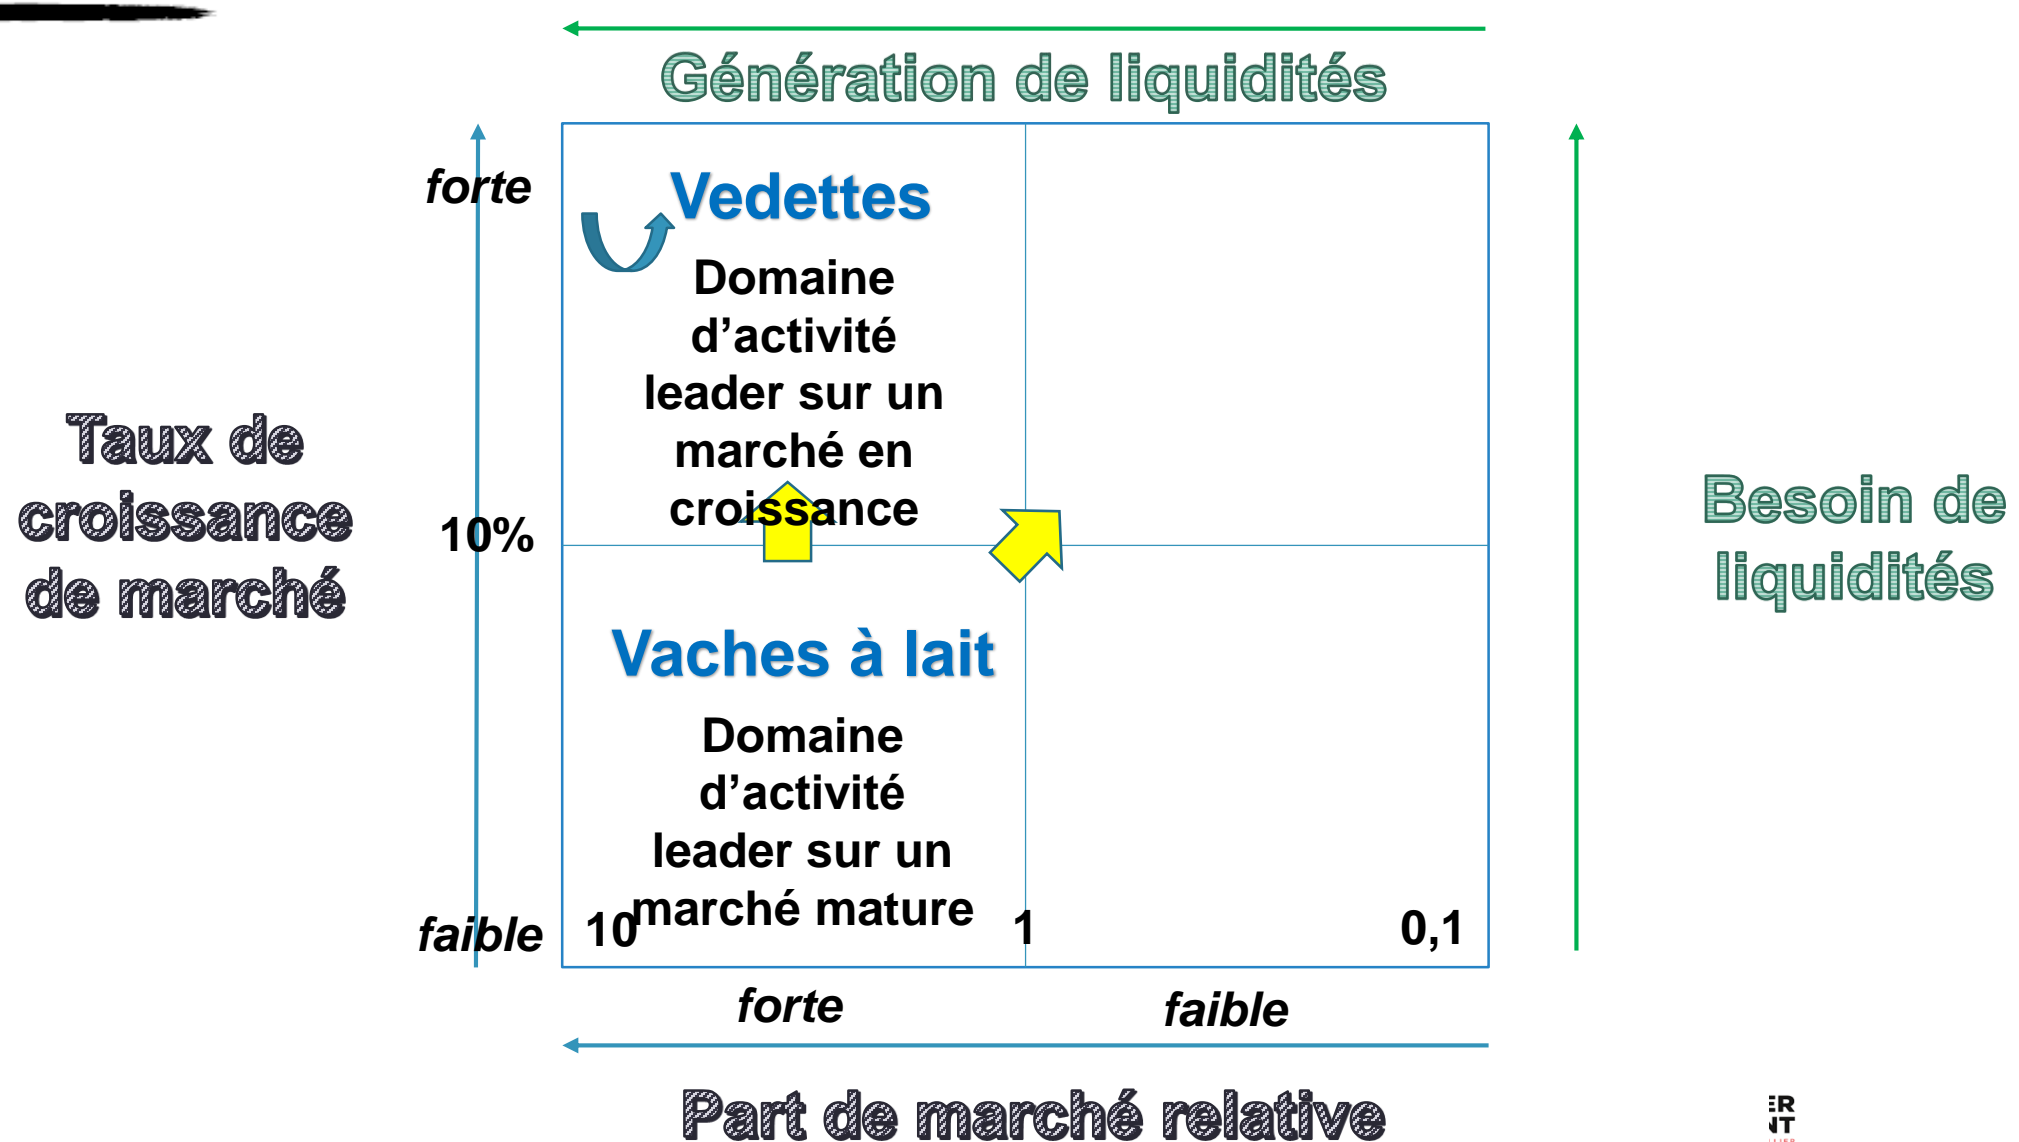 Génération de liquidités
forte
Vedettes
Domaine
d’activité
leader sur un
marché en
croissance
Taux de
croissance
de marché
10%
Besoin de
liquidités
Vaches à lait
Domaine
d’activité
leader sur un
marché mature
faible
10
1
0,1
forte
faible
Part de marché relative
ER
NT